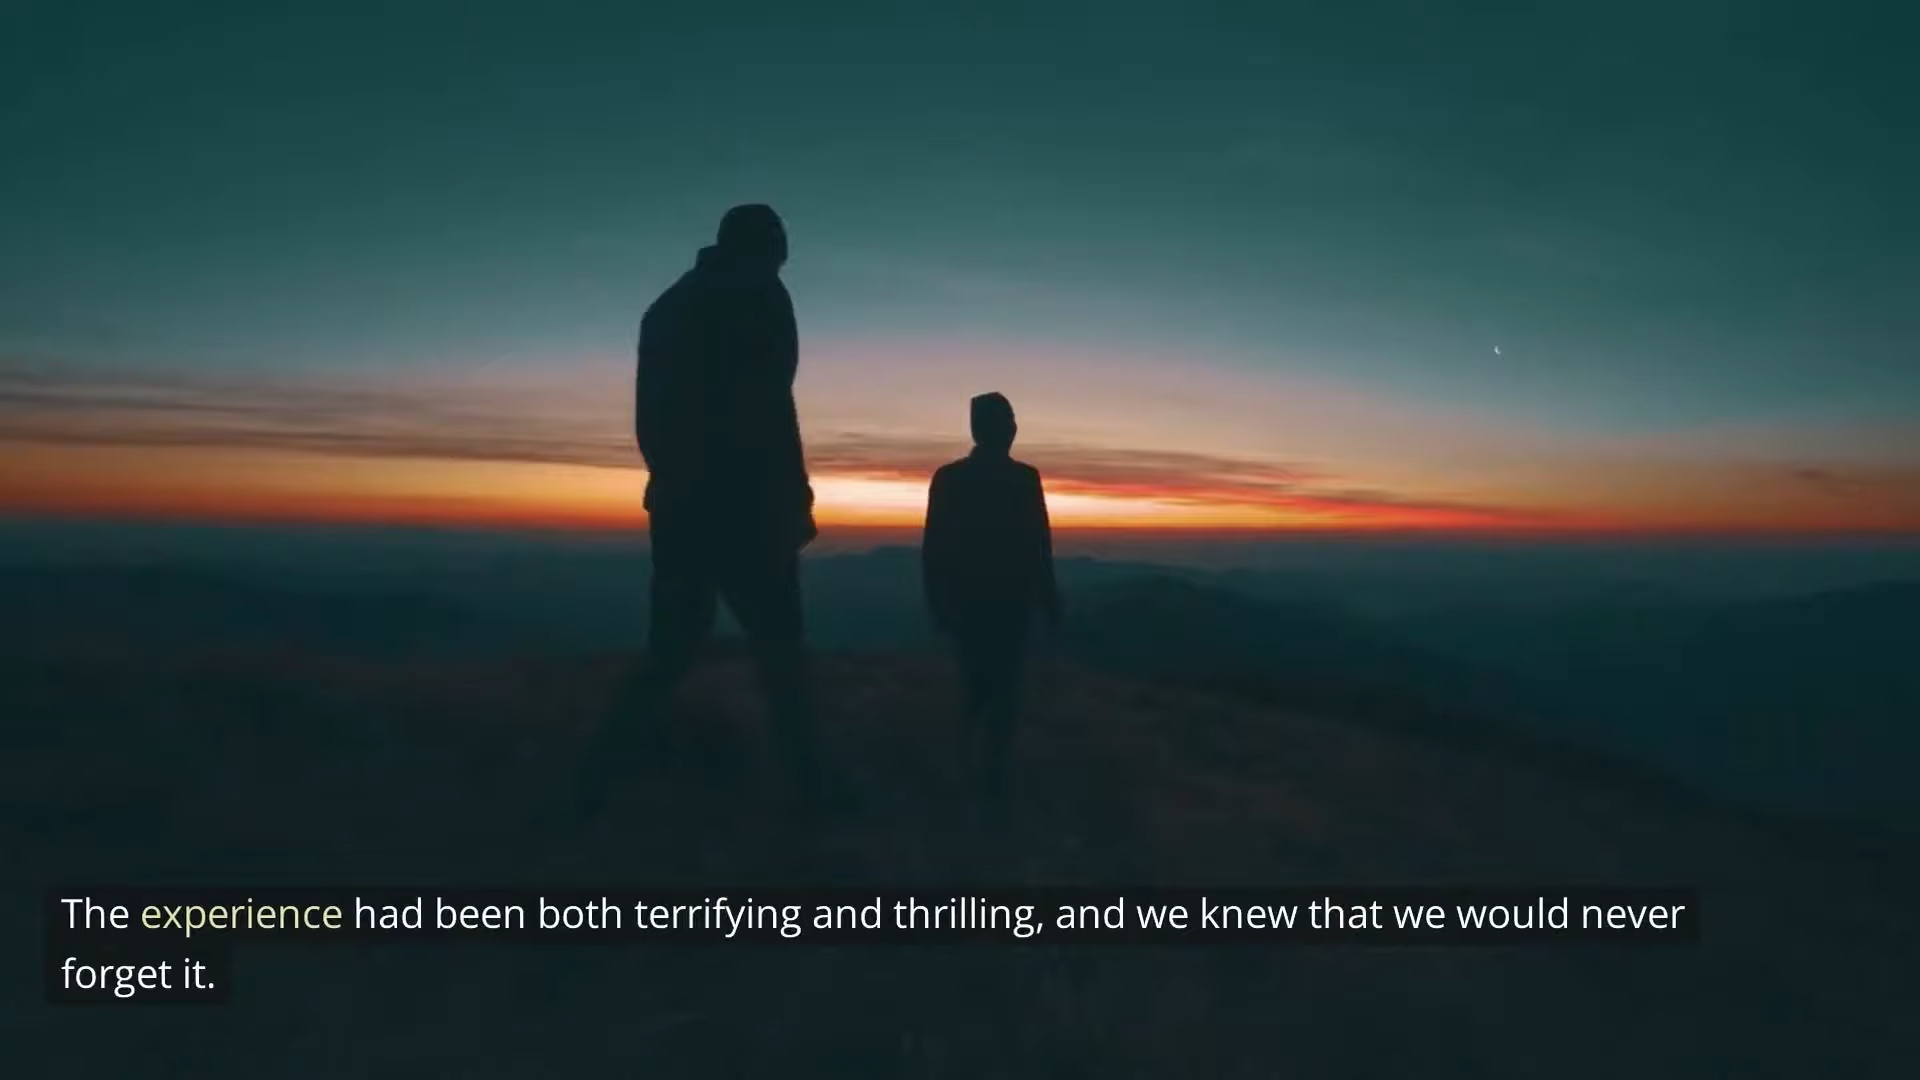 The experience had been both terrifying and thrilling, and we knew that we would never
forget it.